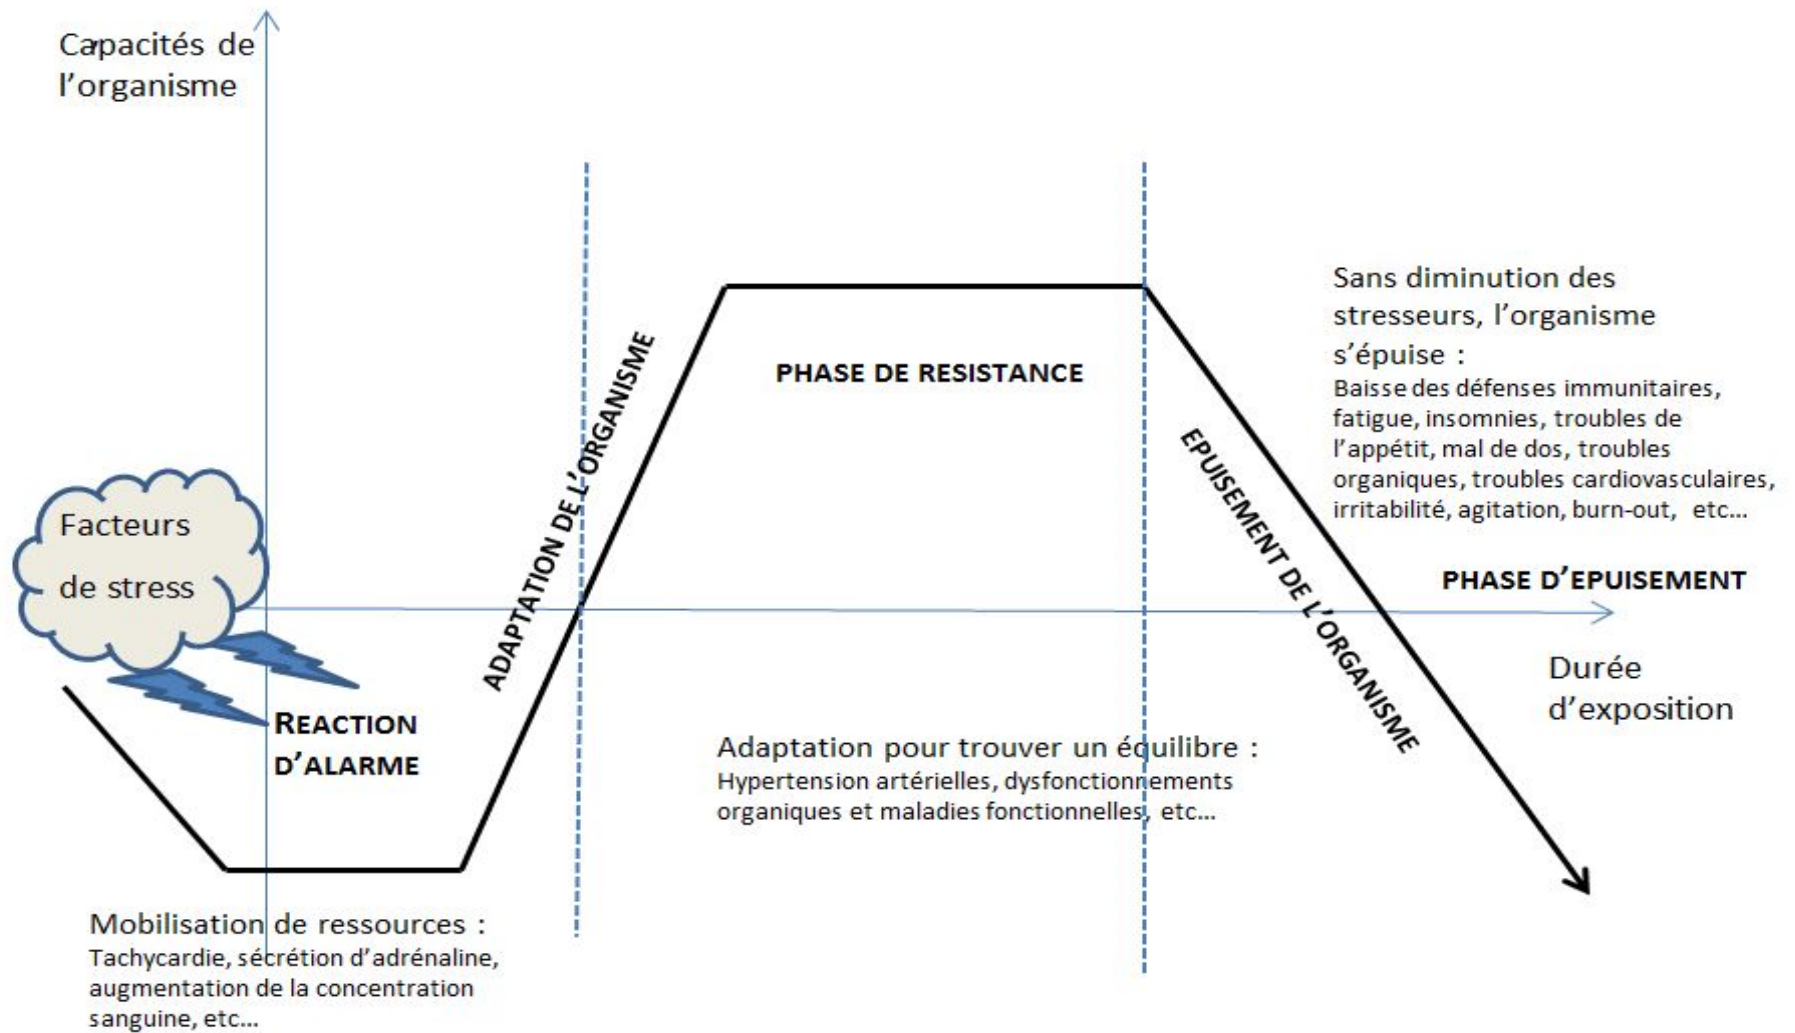 Capacités de
l'organisme
Facteurs
de stress
REACTION
D'ALARME
Mobilisation de ressources :
Tachycardie, sécrétion d'adrénaline,
augmentation de la concentration
sanguine, etc...
ADAPTATION DE L'ORGANISME
PHASE DE RESISTANCE
Adaptation pour trouver un équilibre :
Hypertension artérielles, dysfonctionnements
organiques et maladies fonctionnelles, etc...
EPUISEMENT DE L'ORGANISME
Sans diminution des
stresseurs, l'organisme
s'épuise :
Baisse des défenses immunitaires,
fatigue, insomnies, troubles de
l'appétit, mal de dos, troubles
organiques, troubles cardiovasculaires,
irritabilité, agitation, burn-out, etc...
PHASE D'EPUISEMENT
Durée
d'exposition